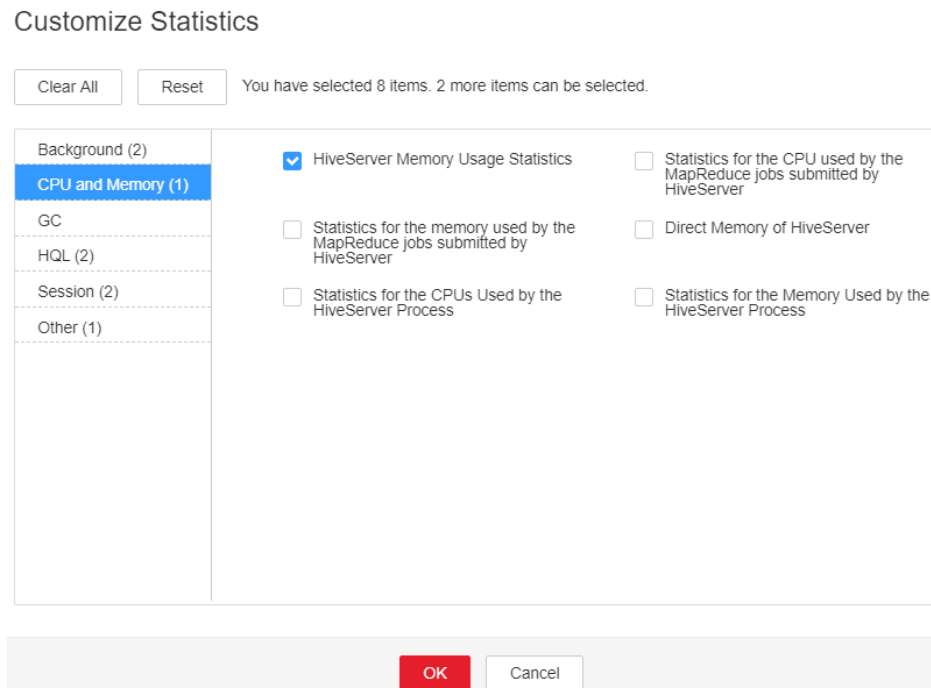 Customize Statistics
Clear All
Reset
You have selected 8 items. 2 more items can be selected.
Background (2)
CPU and Memory (1)
GC
HQL (2)
Session (2)
Other (1)
HiveServer Memory Usage Statistics
Statistics for the CPU used by the
MapReduce jobs submitted by
HiveServer
Statistics for the memory used by the
MapReduce jobs submitted by
HiveServer
Direct Memory of HiveServer
Statistics for the CPUs Used by the
HiveServer Process
Statistics for the Memory Used by the
HiveServer Process
OK
Cancel